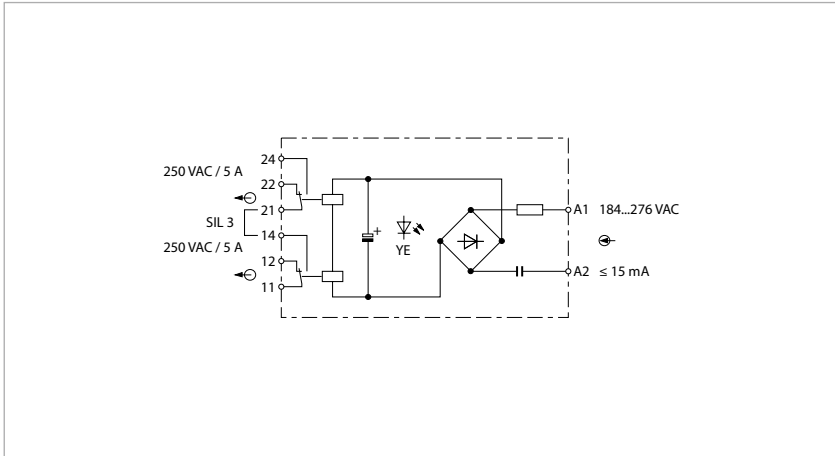 24
250 VAC / 5 A
22
21
SIL 3
14
250 VAC / 5 A
12
11
+
YE
A1 184...276 VAC
A2 ≤ 15 mA